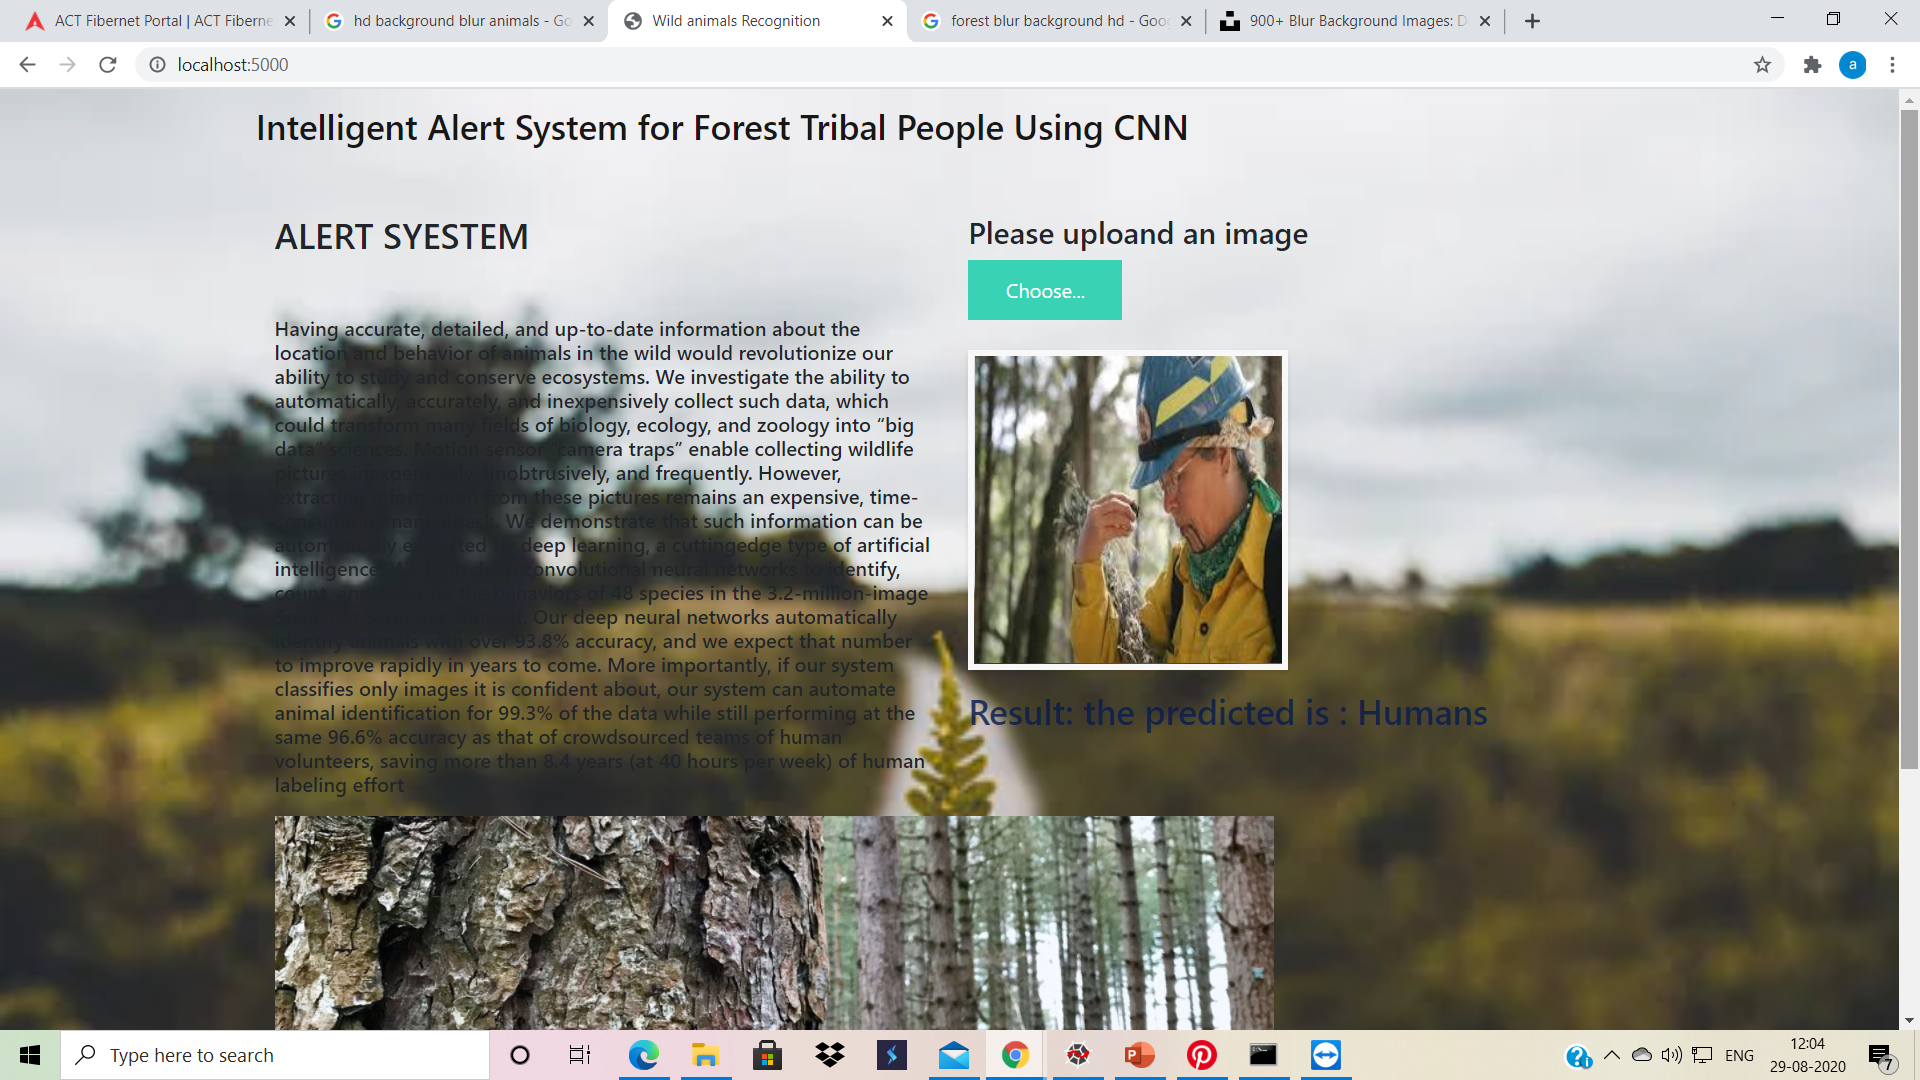 ACT Fibernet Portal | ACT Fiberne
hd background blur animals - Go
Wild animals Recognition
forest blur background hd - Goo
900+ Blur Background Images: D
localhost:5000
a
Intelligent Alert System for Forest Tribal People Using CNN
ALERT SYESTEM
Having accurate, detailed, and up-to-date information about the
location and behavior of animals in the wild would revolutionize our
ability to study and conserve ecosystems. We investigate the ability to
automatically, accurately, and inexpensively collect such data, which
could transform many fields of biology, ecology, and zoology into “big
data” sciences. Motion sensor “camera traps” enable collecting wildlife
pictures inexpensively, unobtrusively, and frequently. However,
extracting information from these pictures remains an expensive, time-
consuming, manual task. We demonstrate that such information can be
automatically extracted by deep learning, a cuttingedge type of artificial
intelligence. convolutional neural networks to identify,
count, and the behaviors of 48 species in the 3.2-million-image
Our deep neural networks automatically
identify animals with over 93.8% accuracy, and we expect that number
to improve rapidly in years to come. More importantly, if our system
classifies only images it is confident about, our system can automate
animal identification for 99.3% of the data while still performing at the
same 96.6% accuracy as that of crowdsourced teams of human
volunteers, saving more than 8.4 years (at 40 hours per week) of human
labeling effort
Please uploand an image
Choose...
Result: the predicted is : Humans
Type here to search
ENG
12:04
29-08-2020
7